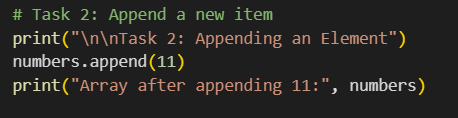 # Task 2: Append a new item
print("\n\nTask 2: Appending an Element")
numbers.append(11)
print("Array after appending 11:", numbers)